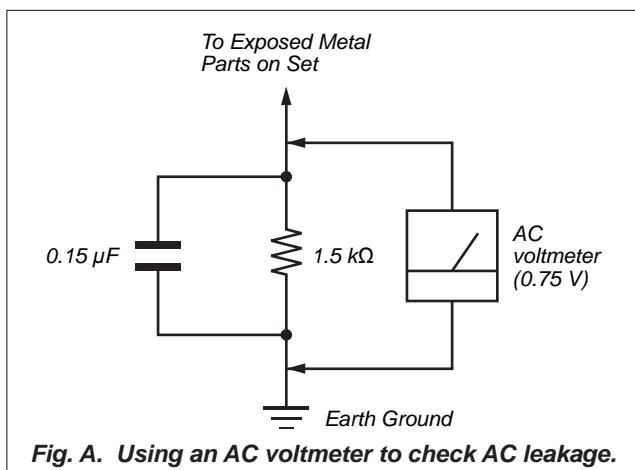 To Exposed Metal
Parts on Set
0.15 µF
1.5 kΩ
AC
voltmeter
(0.75 V)
Earth Ground
Fig. A. Using an AC voltmeter to check AC leakage.